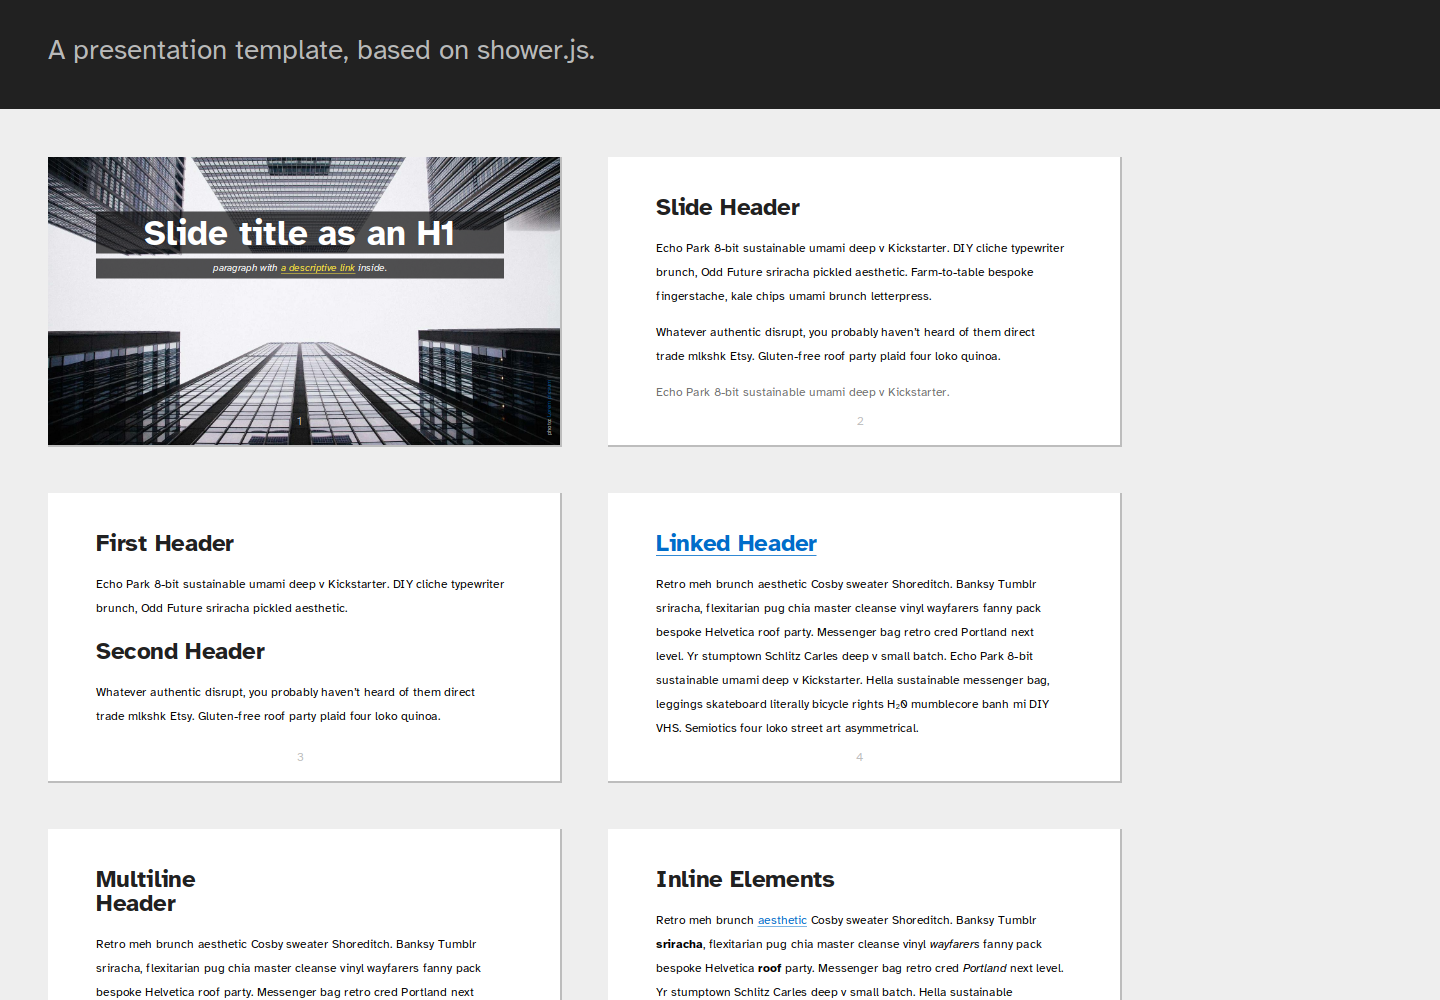 A presentation template, based on shower.js.
Slide title as an H1
paragraph with a descriptive link inside.
photo:
1
Slide Header
Echo Park 8-bit sustainable umami deep v Kickstarter. DIY cliche typewriter
brunch, Odd Future sriracha pickled aesthetic. Farm-to-table bespoke
fingerstache, kale chips umami brunch letterpress.
Whatever authentic disrupt, you probably haven't heard of them direct
trade mlkshk Etsy. Gluten-free roof party plaid four loko quinoa.
Echo Park 8-bit sustainable umami deep v Kickstarter.
2
First Header
Echo Park 8-bit sustainable umami deep v Kickstarter. DIY cliche typewriter
brunch, Odd Future sriracha pickled aesthetic.
Second Header
Whatever authentic disrupt, you probably haven't heard of them direct
trade mlkshk Etsy. Gluten-free roof party plaid four loko quinoa.
3
Linked Header
Retro meh brunch aesthetic Cosby sweater Shoreditch. Banksy Tumblr
sriracha, flexitarian pug chia master cleanse vinyl wayfarers fanny pack
bespoke Helvetica roof party. Messenger bag retro cred Portland next
level. Yr stumptown Schlitz Carles deep v small batch. Echo Park 8-bit
sustainable umami deep v Kickstarter. Hella sustainable messenger bag,
leggings skateboard literally bicycle rights H₂0 mumblecore banh mi DIY
VHS. Semiotics four loko street art asymmetrical.
4
Multiline
Header
Retro meh brunch aesthetic Cosby sweater Shoreditch. Banksy Tumblr
sriracha, flexitarian pug chia master cleanse vinyl wayfarers fanny pack
bespoke Helvetica roof party. Messenger bag retro cred Portland next
Inline Elements
Retro meh brunch aesthetic Cosby sweater Shoreditch. Banksy Tumblr
sriracha, flexitarian pug chia master cleanse vinyl wayfarers fanny pack
bespoke Helvetica roof party. Messenger bag retro cred Portland next level.
Yr stumptown Schlitz Carles deep v small batch. Hella sustainable